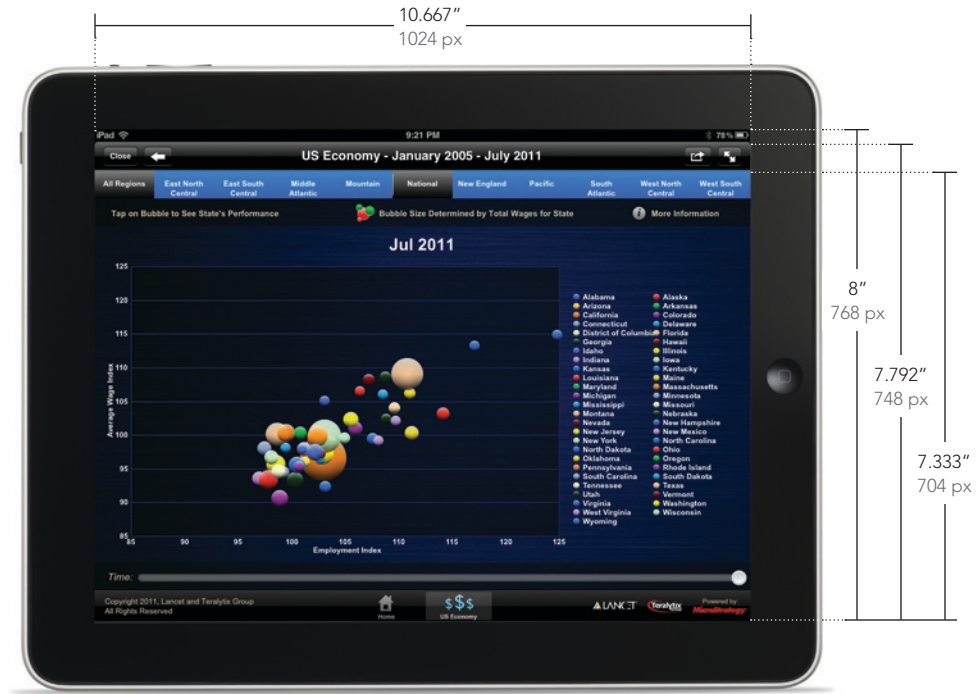 10.667″
1024 px
iPad
9:21 PM
78%
Close
US Economy - January 2005 - July 2011
All Regions
East North Central
East South Central
Middle Atlantic
Mountain
National
New England
Pacific
South Atlantic
West North Central
West South Central
Tap on Bubble to See State's Performance
Bubble Size Determined by Total Wages for State
i
More Information
Jul 2011
125
120
115
110
105
100
95
90
85
Average Wage Index
85 90 95 100 105 110 115 120 125
Employment Index
Alabama Alaska
Arizona Arkansas
California Colorado
Connecticut Delaware
District of Columbia Florida
Georgia Hawaii
Idaho Illinois
Indiana Iowa
Kansas Kentucky
Louisiana Maine
Maryland Massachusetts
Michigan Minnesota
Mississippi Missouri
Montana Nebraska
Nevada New Hampshire
New Jersey New Mexico
New York North Carolina
North Dakota Ohio
Oklahoma Oregon
Pennsylvania Rhode Island
South Carolina South Dakota
Tennessee Texas
Utah Vermont
Virginia Washington
West Virginia Wisconsin
Wyoming
Time:
Copyright 2011, Lancet and Teralytix Group
All Rights Reserved
Home
$$$
US Economy
LANCET
Teralytix
Powered by:
MicroStrategy
8″
768 px
7.792″
748 px
7.333″
704 px